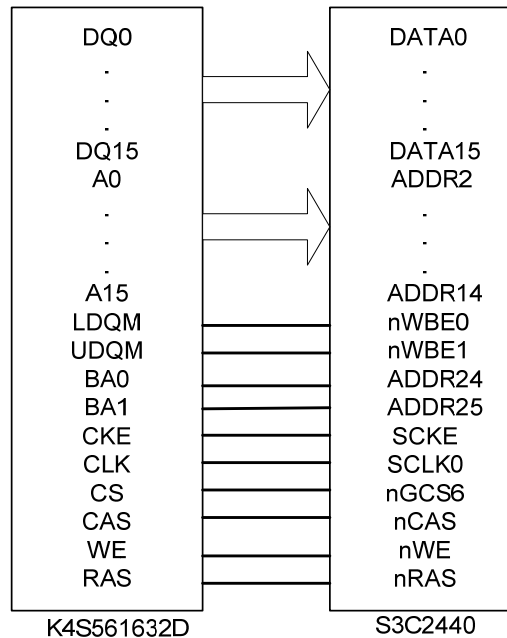 DQ0 DATA0
. .
. .
. .
DQ15 DATA15
A0 ADDR2
. .
. .
. .
A15 ADDR14
LDQM nWBE0
UDQM nWBE1
BA0 ADDR24
BA1 ADDR25
CKE SCKE
CLK SCLK0
CS nGCS6
CAS nCAS
WE nWE
RAS nRAS
K4S561632D S3C2440